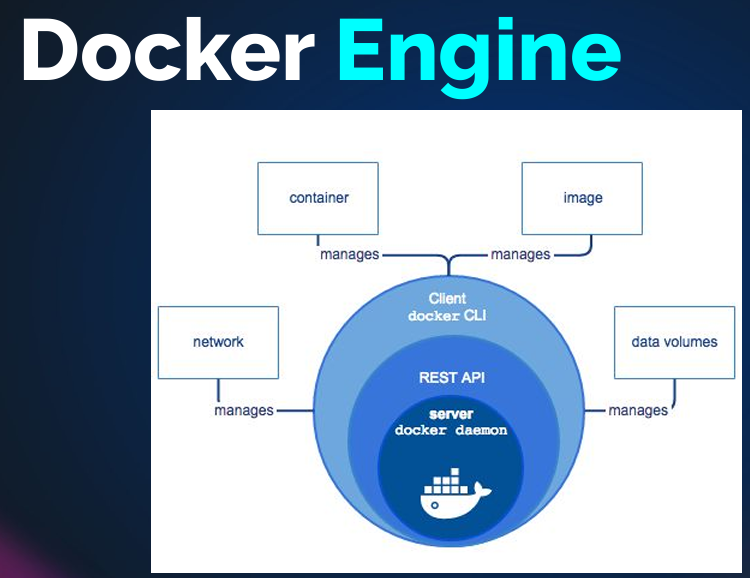 Docker Engine
container
image
manages
manages
Client
docker CLI
network
data volumes
REST API
manages
server
manages
docker daemon